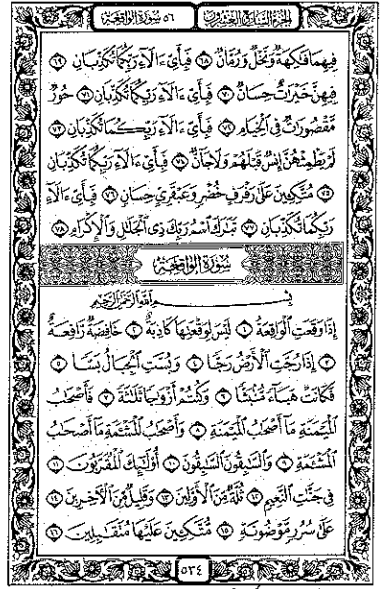 الجزء السابع والعشرون ٥٦ سورة الواقعة
فِيهِمَا فَٰكِهَةٌ وَنَخْلٌ وَرُمَّانٌ ٦٨ فَبِأَىِّ ءَالَآءِ رَبِّكُمَا تُكَذِّبَانِ ٦٩
فِيهِنَّ خَيْرَٰتٌ حِسَانٌ ٧٠ فَبِأَىِّ ءَالَآءِ رَبِّكُمَا تُكَذِّبَانِ ٧١ حُورٌ
مَّقْصُورَٰتٌ فِى ٱلْخِيَامِ ٧٢ فَبِأَىِّ ءَالَآءِ رَبِّكُمَا تُكَذِّبَانِ ٧٣
لَمْ يَطْمِثْهُنَّ إِنسٌ قَبْلَهُمْ وَلَا جَآنٌّ ٧٤ فَبِأَىِّ ءَالَآءِ رَبِّكُمَا تُكَذِّبَانِ
٧٥ مُتَّكِـِٔينَ عَلَىٰ رَفْرَفٍ خُضْرٍ وَعَبْقَرِىٍّ حِسَانٍ ٧٦ فَبِأَىِّ ءَالَآءِ
رَبِّكُمَا تُكَذِّبَانِ ٧٧ تَبَٰرَكَ ٱسْمُ رَبِّكَ ذِى ٱلْجَلَٰلِ وَٱلْإِكْرَامِ ٧٨
سُورَةُ الوَاقِعَةِ
بِسْمِ ٱللَّهِ ٱلرَّحْمَٰنِ ٱلرَّحِيمِ
إِذَا وَقَعَتِ ٱلْوَاقِعَةُ ١ لَيْسَ لِوَقْعَتِهَا كَاذِبَةٌ ٢ خَافِضَةٌ رَّافِعَةٌ
٣ إِذَا رُجَّتِ ٱلْأَرْضُ رَجًّا ٤ وَبُسَّتِ ٱلْجِبَالُ بَسًّا ٥
فَكَانَتْ هَبَآءً مُّنۢبَثًّا ٦ وَكُنتُمْ أَزْوَٰجًا ثَلَٰثَةً ٧ فَأَصْحَٰبُ
ٱلْمَيْمَنَةِ مَآ أَصْحَٰبُ ٱلْمَيْمَنَةِ ٨ وَأَصْحَٰبُ ٱلْمَشْـَٔمَةِ مَآ أَصْحَٰبُ
ٱلْمَشْـَٔمَةِ ٩ وَٱلسَّٰبِقُونَ ٱلسَّٰبِقُونَ ١٠ أُو۟لَٰٓئِكَ ٱلْمُقَرَّبُونَ ١١
فِى جَنَّٰتِ ٱلنَّعِيمِ ١٢ ثُلَّةٌ مِّنَ ٱلْأَوَّلِينَ ١٣ وَقَلِيلٌ مِّنَ ٱلْءَاخِرِينَ ١٤
عَلَىٰ سُرُرٍ مَّوْضُونَةٍ ١٥ مُّتَّكِـِٔينَ عَلَيْهَا مُتَقَٰبِلِينَ ١٦
٥٣٤